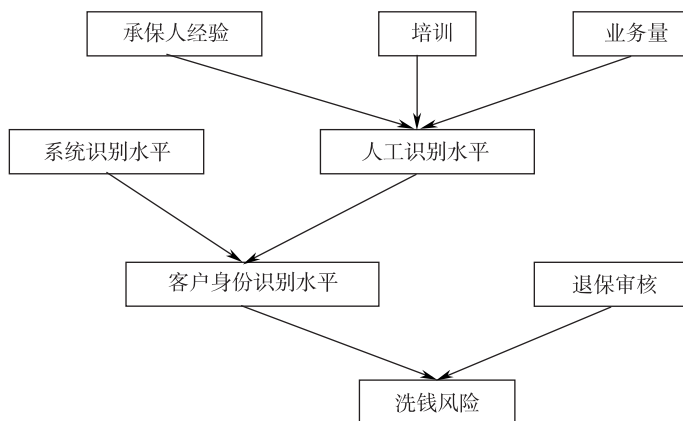 承保人经验
培训
业务量
系统识别水平
人工识别水平
客户身份识别水平
退保审核
洗钱风险